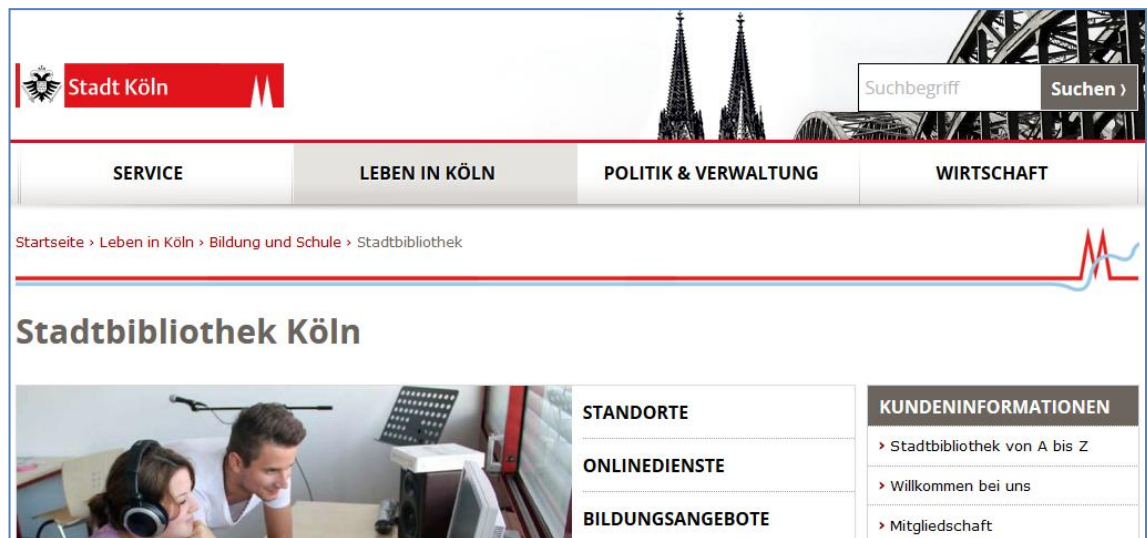 Stadt Köln
Suchbegriff
Suchen ›
SERVICE
LEBEN IN KÖLN
POLITIK & VERWALTUNG
WIRTSCHAFT
Startseite › Leben in Köln › Bildung und Schule › Stadtbibliothek
Stadtbibliothek Köln
STANDORTE
ONLINEDIENSTE
BILDUNGSANGEBOTE
KUNDENINFORMATIONEN
› Stadtbibliothek von A bis Z
› Willkommen bei uns
› Mitgliedschaft